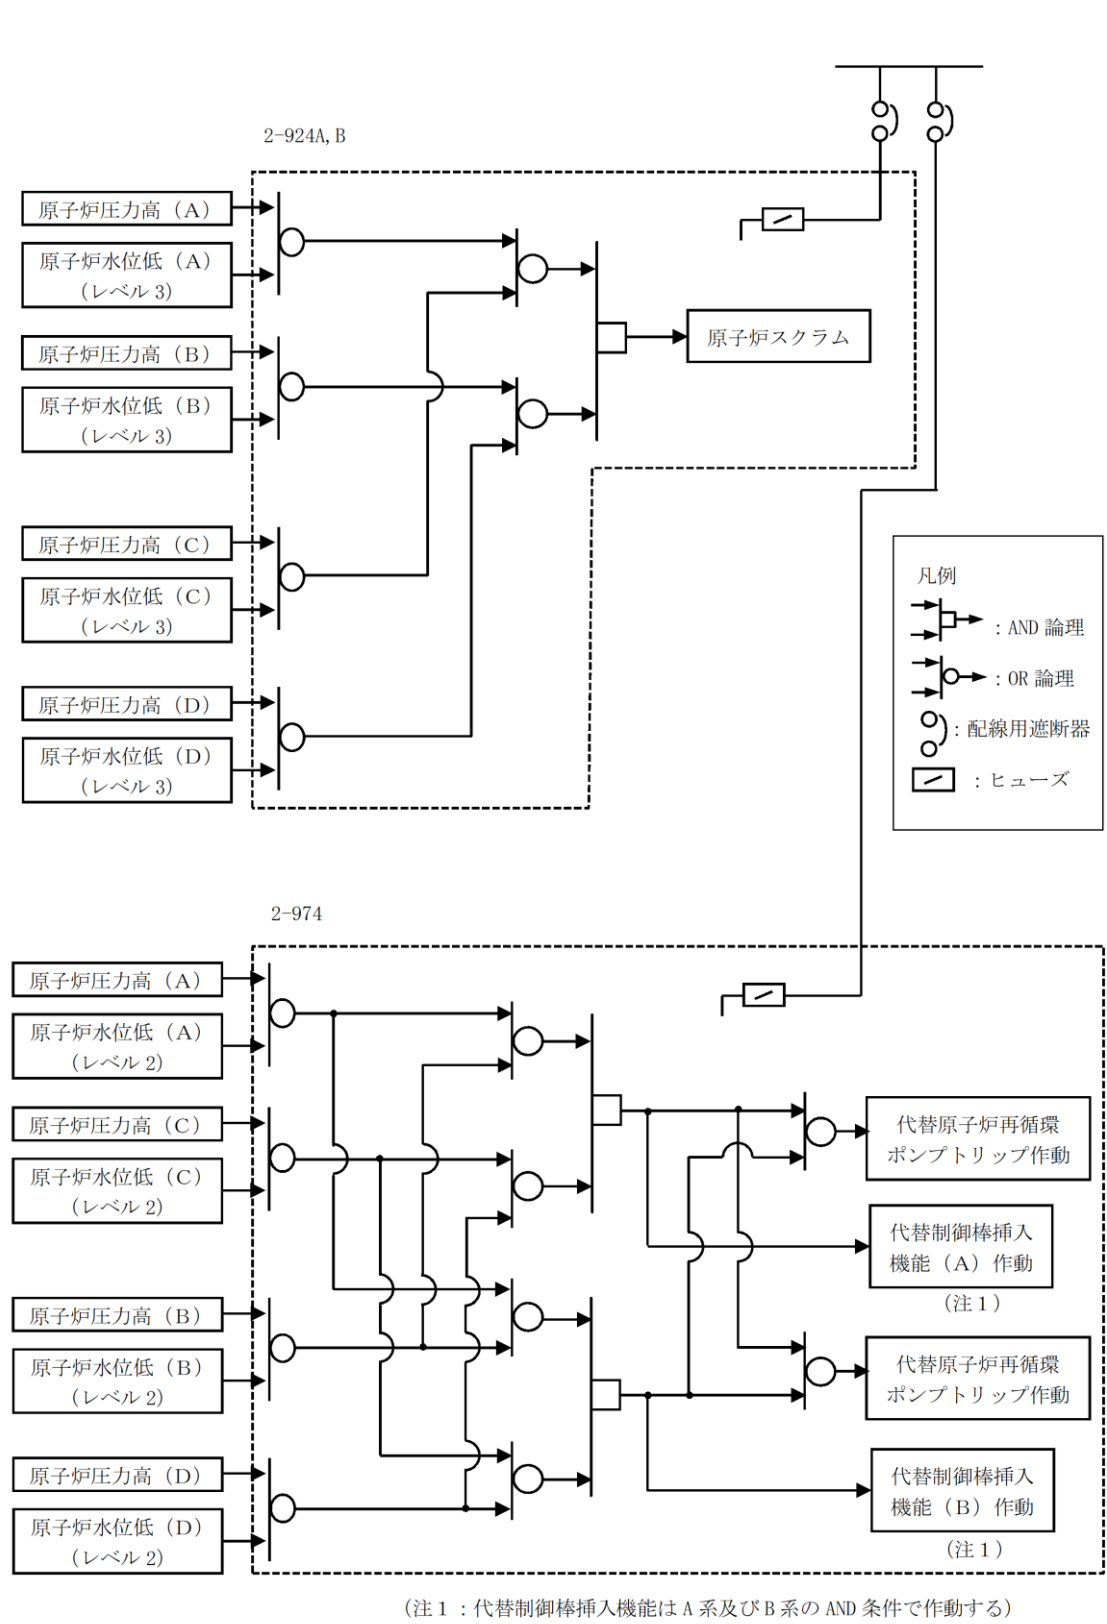 2-924A,B
原子炉圧力高（A）
原子炉水位低（A）
（レベル3）
原子炉圧力高（B）
原子炉水位低（B）
（レベル3）
原子炉スクラム
原子炉圧力高（C）
原子炉水位低（C）
（レベル3）
原子炉圧力高（D）
原子炉水位低（D）
（レベル3）
凡例
：AND 論理
：OR 論理
：配線用遮断器
：ヒューズ
2-974
原子炉圧力高（A）
原子炉水位低（A）
（レベル2）
原子炉圧力高（C）
原子炉水位低（C）
（レベル2）
原子炉圧力高（B）
原子炉水位低（B）
（レベル2）
原子炉圧力高（D）
原子炉水位低（D）
（レベル2）
代替原子炉再循環
ポンプトリップ作動
代替制御棒挿入
機能（A）作動
（注１）
代替原子炉再循環
ポンプトリップ作動
代替制御棒挿入
機能（B）作動
（注１）
（注１：代替制御棒挿入機能は A 系及び B 系の AND 条件で作動する）